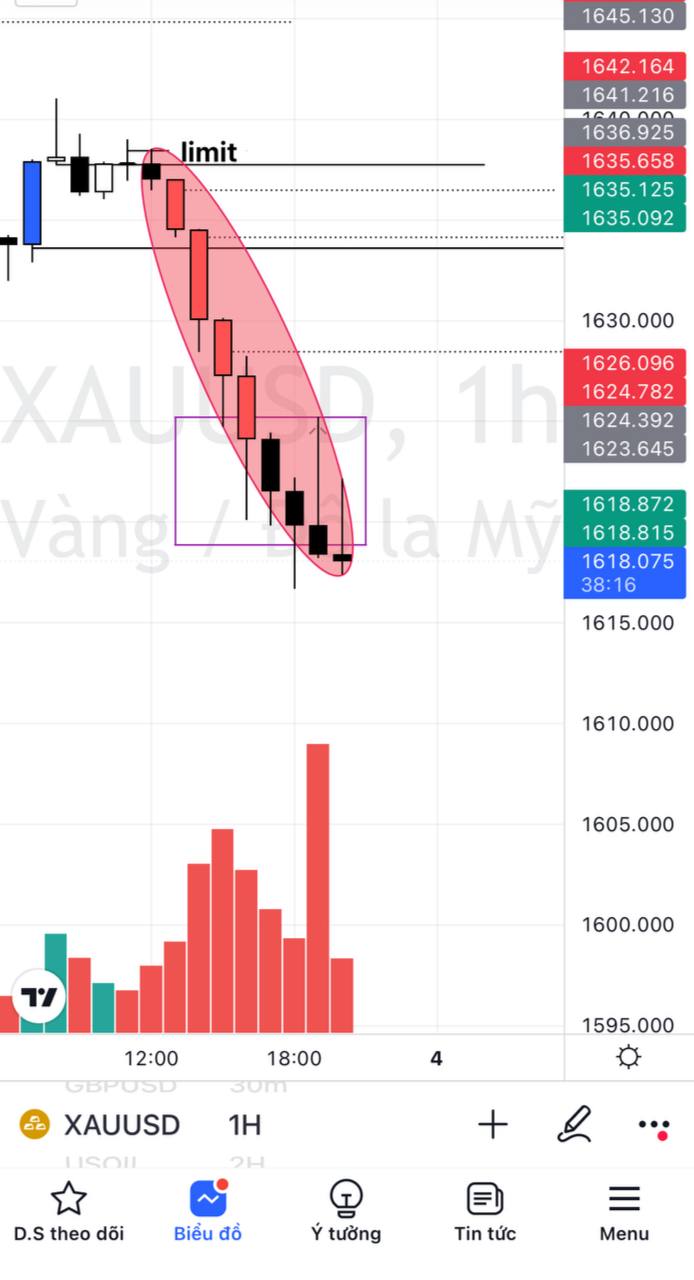 1645.130
1642.164
1641.216
1640.000
1636.925
limit
1635.658
1635.125
1635.092
1630.000
1626.096
XAUUSD, 1h
1624.782
1624.392
1623.645
1618.872
Vàng / Đô la Mỹ
1618.815
1618.075
38:16
1615.000
1610.000
1605.000
1600.000
1595.000
12:00 18:00 4
GBPUSD 30m
XAUUSD 1H
USOIL 2H
D.S theo dõi Biểu đồ Ý tưởng Tin tức Menu